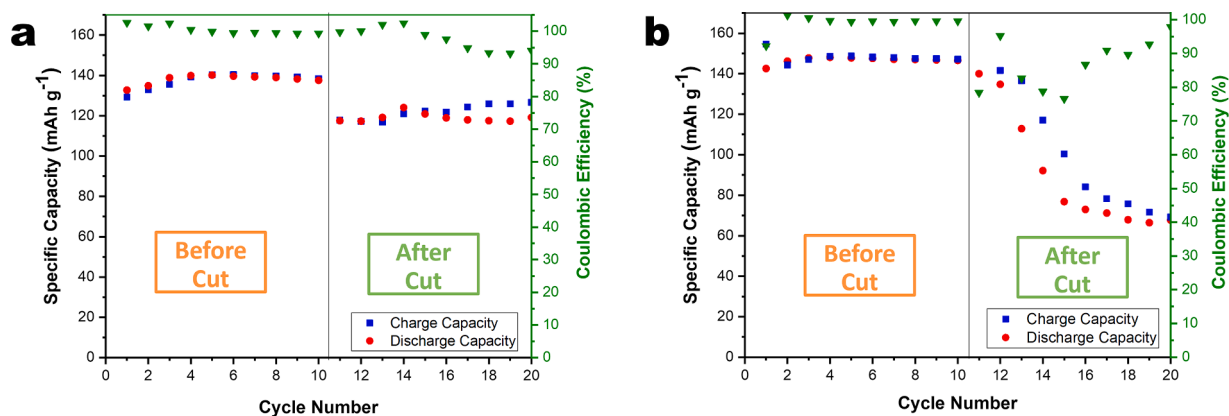 a
Specific Capacity (mAh g-1)
160
140
120
100
80
60
40
20
0
Before
Cut
After
Cut
Charge Capacity
Discharge Capacity
0 2 4 6 8 10 12 14 16 18 20
Cycle Number
100
90
80
70
60
50
40
30
20
10
0
Coulombic Efficiency (%)
b
Specific Capacity (mAh g-1)
160
140
120
100
80
60
40
20
0
Before
Cut
After
Cut
Charge Capacity
Discharge Capacity
0 2 4 6 8 10 12 14 16 18 20
Cycle Number
100
90
80
70
60
50
40
30
20
10
0
Coulombic Efficiency (%)